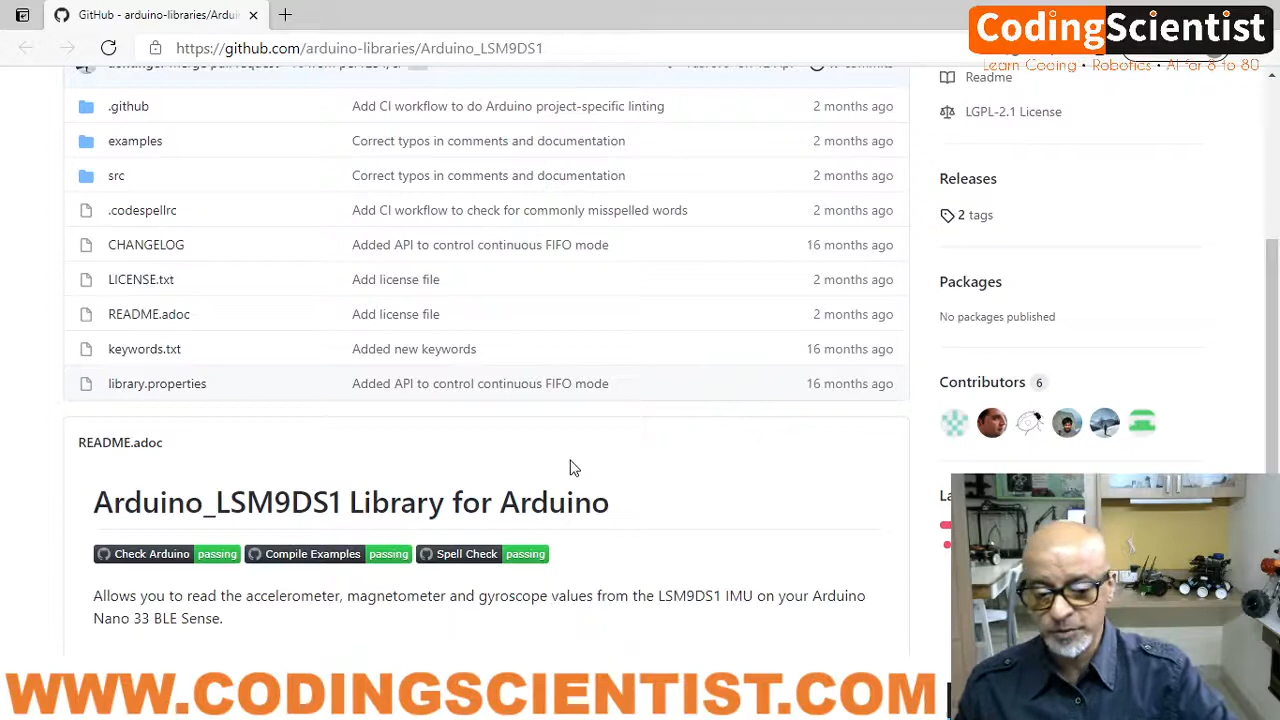 GitHub - arduino-libraries/Ardui
https://github.com/arduino-libraries/Arduino_LSM9DS1
CodingScientist
Learn Coding • Robotics • AI for 8 to 80
.github Add CI workflow to do Arduino project-specific linting 2 months ago
examples Correct typos in comments and documentation 2 months ago
src Correct typos in comments and documentation 2 months ago
.codespellrc Add CI workflow to check for commonly misspelled words 2 months ago
CHANGELOG Added API to control continuous FIFO mode 16 months ago
LICENSE.txt Add license file 2 months ago
README.adoc Add license file 2 months ago
keywords.txt Added new keywords 16 months ago
library.properties Added API to control continuous FIFO mode 16 months ago
README.adoc
Arduino_LSM9DS1 Library for Arduino
Check Arduino passing Compile Examples passing Spell Check passing
Allows you to read the accelerometer, magnetometer and gyroscope values from the LSM9DS1 IMU on your Arduino
Nano 33 BLE Sense.
Readme
LGPL-2.1 License
Releases
2 tags
Packages
No packages published
Contributors 6
WWW.CODINGSCIENTIST.COM